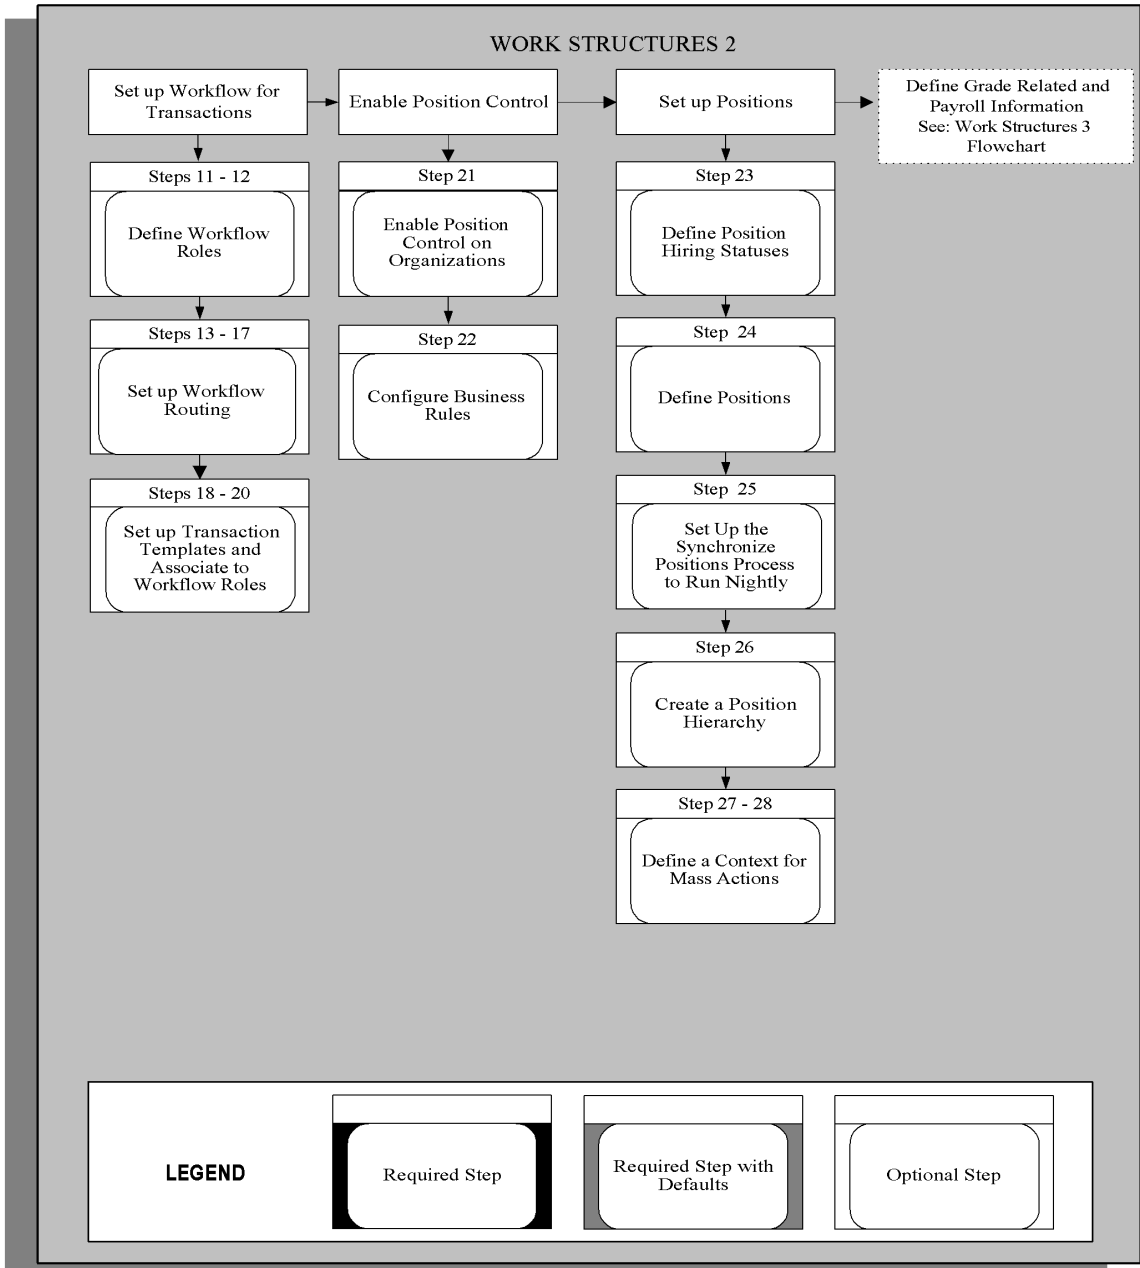 WORK STRUCTURES 2
Set up Workflow for
Transactions
Enable Position Control
Set up Positions
Define Grade Related and
Payroll Information
See: Work Structures 3
Flowchart
Steps 11 - 12
Define Workflow
Roles
Steps 13 - 17
Set up Workflow
Routing
Steps 18 - 20
Set up Transaction
Templates and
Associate to
Workflow Roles
Step 21
Enable Position
Control on
Organizations
Step 22
Configure Business
Rules
Step 23
Define Position
Hiring Statuses
Step 24
Define Positions
Step 25
Set Up the
Synchronize
Positions Process
to Run Nightly
Step 26
Create a Position
Hierarchy
Step 27 - 28
Define a Context for
Mass Actions
LEGEND
Required Step
Required Step with
Defaults
Optional Step